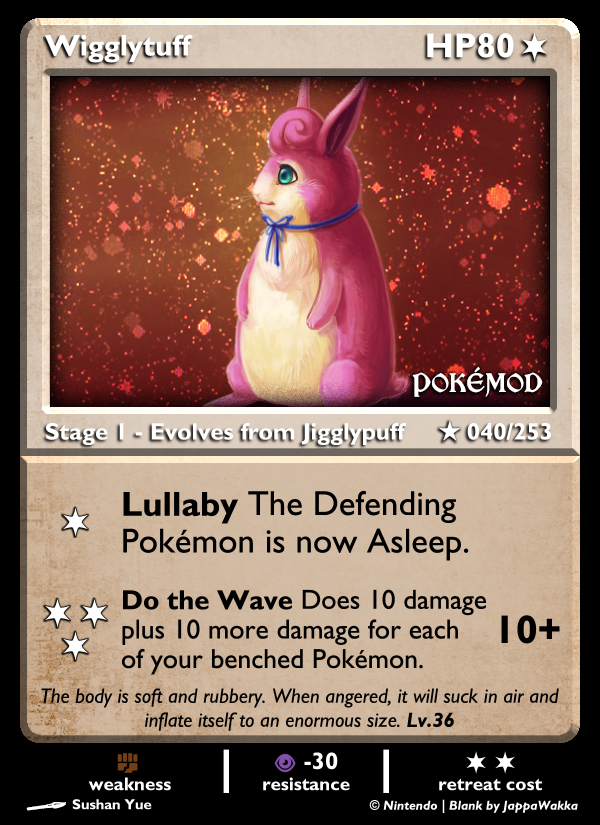 Wigglytuff HP80
POKÉMOD
Stage 1 - Evolves from Jigglypuff 040/253
Lullaby The Defending
Pokémon is now Asleep.
Do the Wave Does 10 damage
plus 10 more damage for each
of your benched Pokémon.
10+
The body is soft and rubbery. When angered, it will suck in air and
inflate itself to an enormous size. Lv.36
-30
weakness resistance retreat cost
Sushan Yue © Nintendo | Blank by JappaWakka